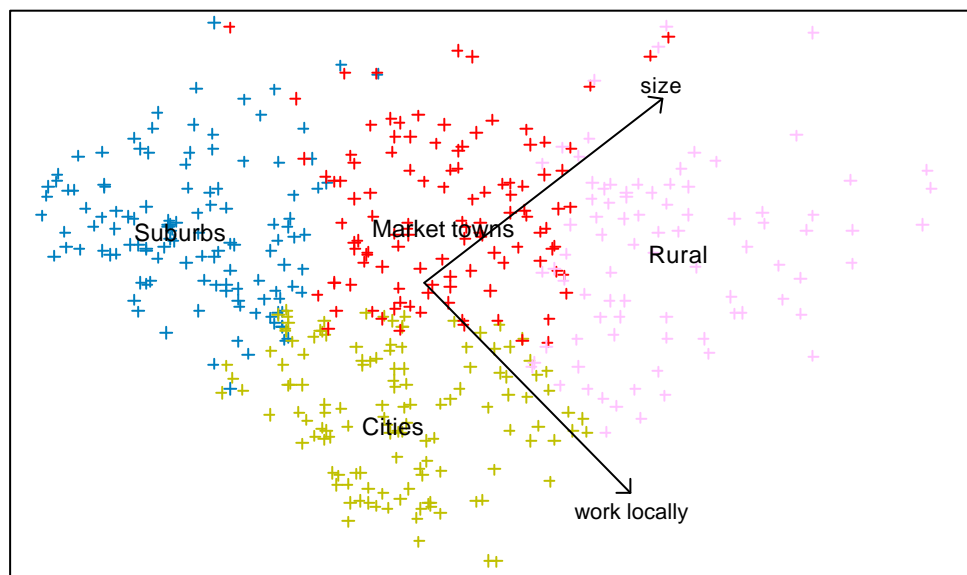 size
Suburbs
Market towns
Rural
Cities
work locally